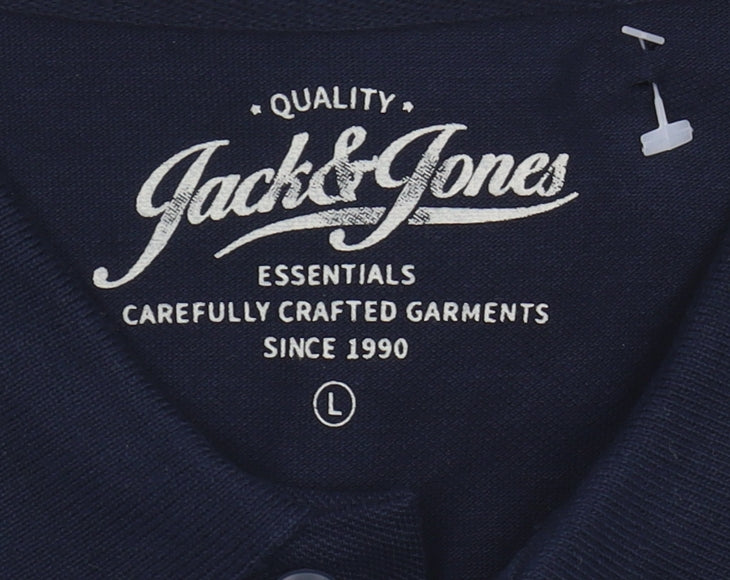 QUALITY
Jack&Jones
ESSENTIALS
CAREFULLY CRAFTED GARMENTS
SINCE 1990
L